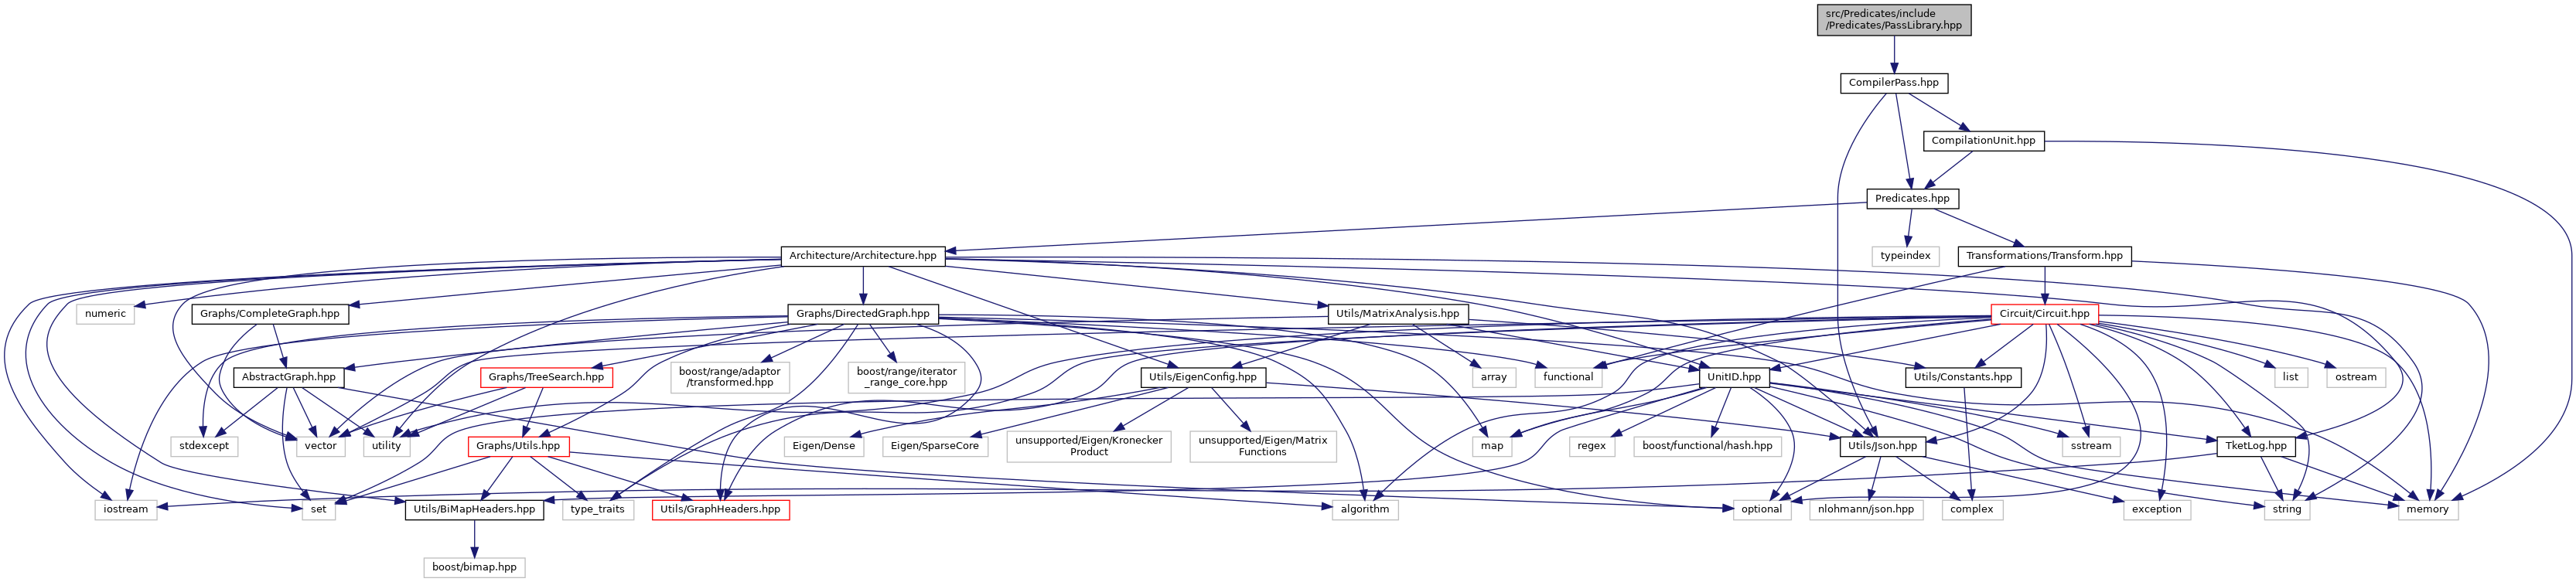 src/Predicates/include
/Predicates/PassLibrary.hpp
CompilerPass.hpp
CompilationUnit.hpp
Predicates.hpp
Architecture/Architecture.hpp
typeindex
Transformations/Transform.hpp
numeric
Graphs/CompleteGraph.hpp
Graphs/DirectedGraph.hpp
Utils/MatrixAnalysis.hpp
Circuit/Circuit.hpp
AbstractGraph.hpp
Graphs/TreeSearch.hpp
boost/range/adaptor
/transformed.hpp
boost/range/iterator
_range_core.hpp
Utils/EigenConfig.hpp
array
functional
UnitID.hpp
Utils/Constants.hpp
list
ostream
stdexcept
vector
utility
Graphs/Utils.hpp
Eigen/Dense
Eigen/SparseCore
unsupported/Eigen/Kronecker
Product
unsupported/Eigen/Matrix
Functions
map
regex
boost/functional/hash.hpp
Utils/Json.hpp
sstream
TketLog.hpp
iostream
set
Utils/BiMapHeaders.hpp
type_traits
Utils/GraphHeaders.hpp
algorithm
optional
nlohmann/json.hpp
complex
exception
string
memory
boost/bimap.hpp